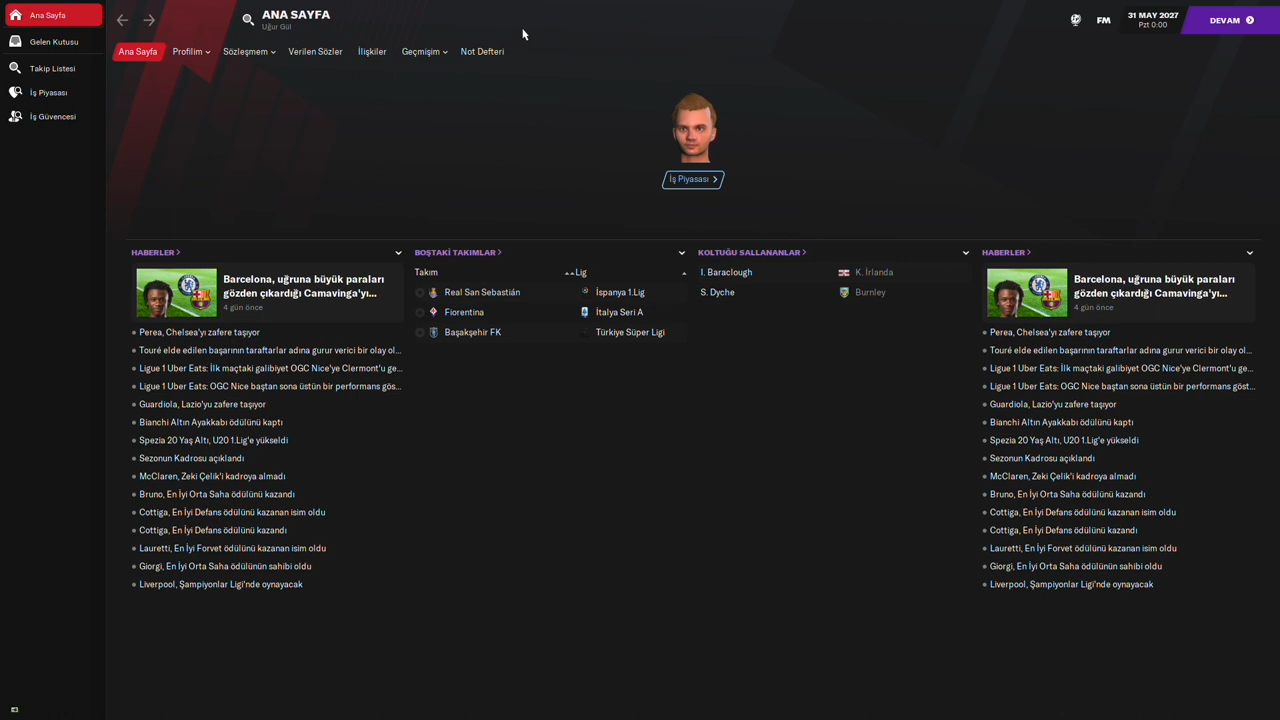 Ana Sayfa
Gelen Kutusu
Takip Listesi
İş Piyasası
İş Güvencesi
ANA SAYFA
Uğur Gül
FM
31 MAY 2027
Pzt 0:00
DEVAM
Ana Sayfa
Profilim
Sözleşmem
Verilen Sözler
İlişkiler
Geçmişim
Not Defteri
İş Piyasası
HABERLER
Barcelona, uğruna büyük paraları
gözden çıkardığı Camavinga'yı...
4 gün önce
Perea, Chelsea'yı zafere taşıyor
Touré elde edilen başarının taraftarlar adına gurur verici bir olay ol...
Ligue 1 Uber Eats: İlk maçtaki galibiyet OGC Nice'ye Clermont'u ge...
Ligue 1 Uber Eats: OGC Nice baştan sona üstün bir performans gös...
Guardiola, Lazio'yu zafere taşıyor
Bianchi Altın Ayakkabı ödülünü kaptı
Spezia 20 Yaş Altı, U20 1.Lig'e yükseldi
Sezonun Kadrosu açıklandı
McClaren, Zeki Çelik'i kadroya almadı
Bruno, En İyi Orta Saha ödülünü kazandı
Cottiga, En İyi Defans ödülünü kazanan isim oldu
Cottiga, En İyi Defans ödülünü kazandı
Lauretti, En İyi Forvet ödülünü kazanan isim oldu
Giorgi, En İyi Orta Saha ödülünün sahibi oldu
Liverpool, Şampiyonlar Ligi'nde oynayacak
BOŞTAKİ TAKIMLAR
Takım Lig
Real San Sebastián İspanya 1.Lig
Fiorentina İtalya Seri A
Başakşehir FK Türkiye Süper Ligi
KOLTUĞU SALLANANLAR
I. Baraclough K. İrlanda
S. Dyche Burnley
HABERLER
Barcelona, uğruna büyük paraları
gözden çıkardığı Camavinga'yı...
4 gün önce
Perea, Chelsea'yı zafere taşıyor
Touré elde edilen başarının taraftarlar adına gurur verici bir olay ol...
Ligue 1 Uber Eats: İlk maçtaki galibiyet OGC Nice'ye Clermont'u ge...
Ligue 1 Uber Eats: OGC Nice baştan sona üstün bir performans göst...
Guardiola, Lazio'yu zafere taşıyor
Bianchi Altın Ayakkabı ödülünü kaptı
Spezia 20 Yaş Altı, U20 1.Lig'e yükseldi
Sezonun Kadrosu açıklandı
McClaren, Zeki Çelik'i kadroya almadı
Bruno, En İyi Orta Saha ödülünü kazandı
Cottiga, En İyi Defans ödülünü kazanan isim oldu
Cottiga, En İyi Defans ödülünü kazandı
Lauretti, En İyi Forvet ödülünü kazanan isim oldu
Giorgi, En İyi Orta Saha ödülünün sahibi oldu
Liverpool, Şampiyonlar Ligi'nde oynayacak